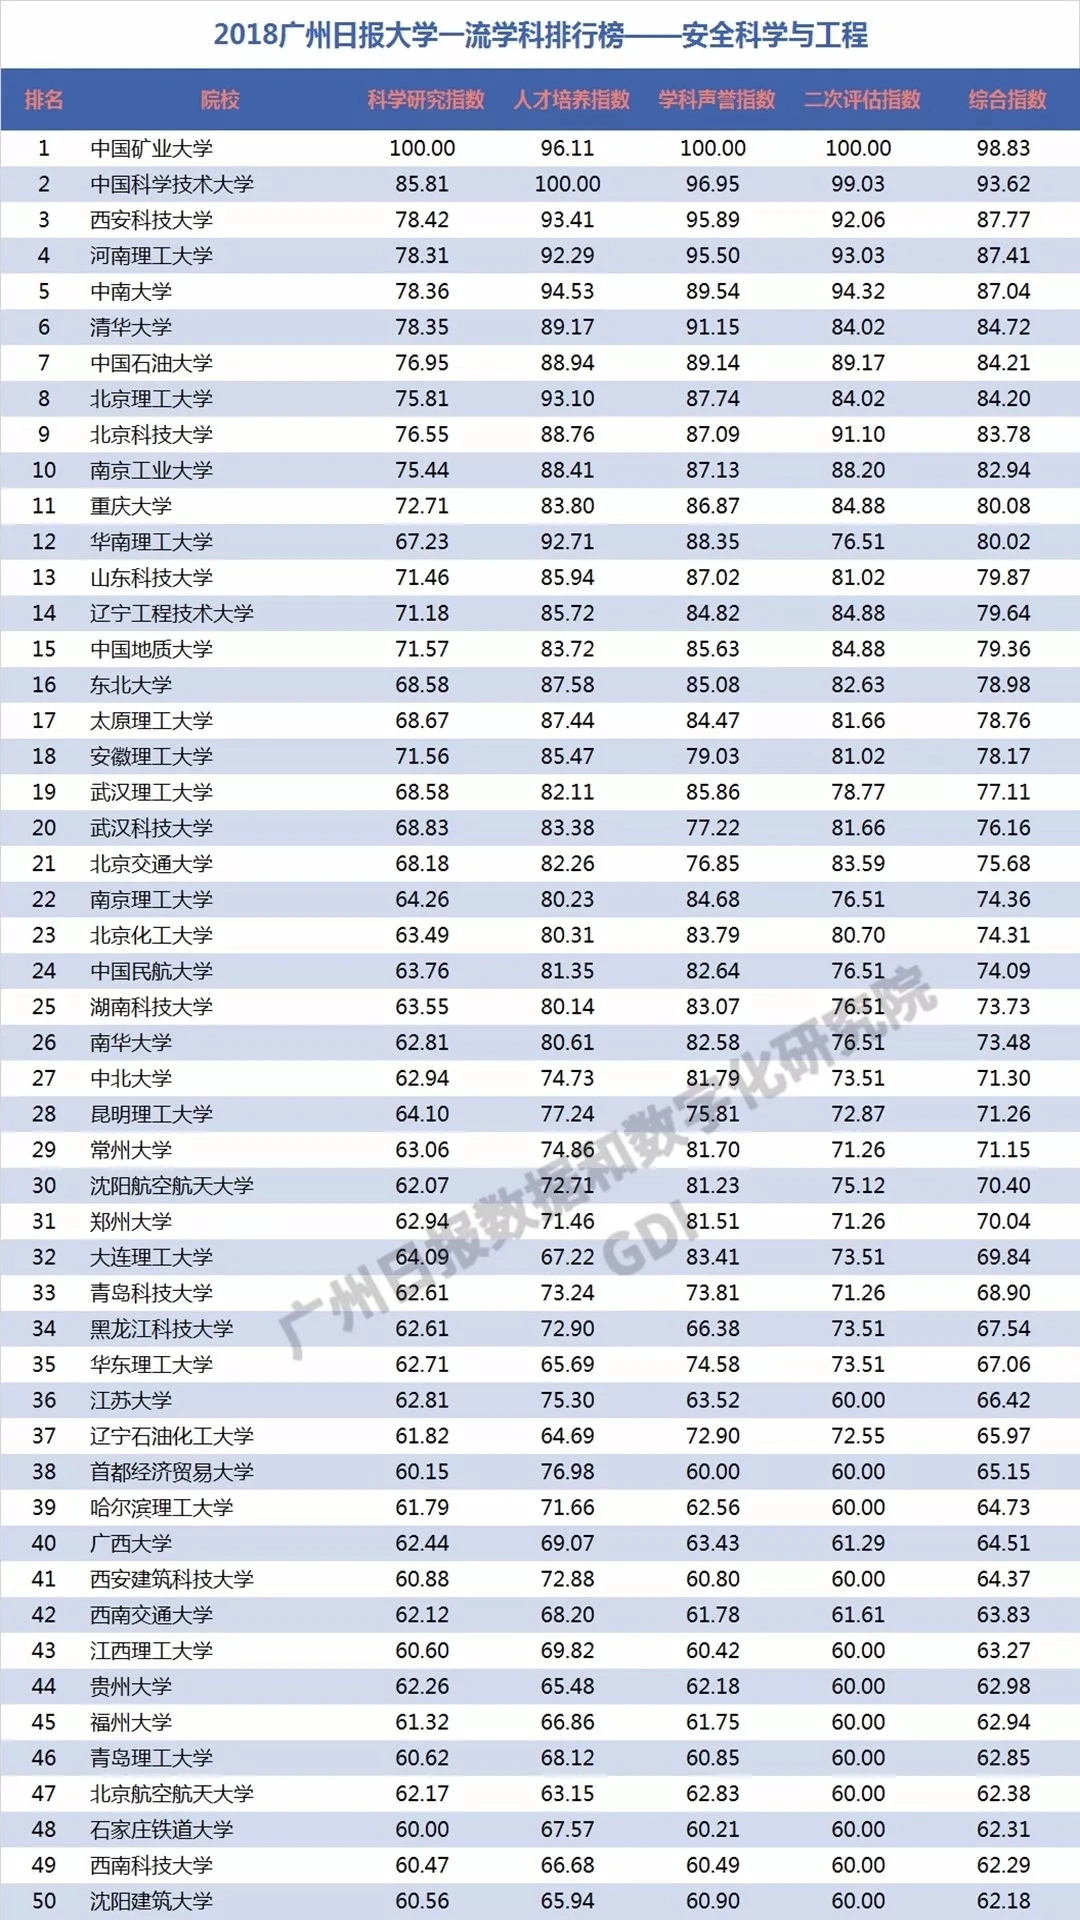 2018广州日报大学一流学科排行榜——安全科学与工程
排名 院校 科学研究指数 人才培养指数 学科声誉指数 二次评估指数 综合指数
1 中国矿业大学 100.00 96.11 100.00 100.00 98.83
2 中国科学技术大学 85.81 100.00 96.95 99.03 93.62
3 西安科技大学 78.42 93.41 95.89 92.06 87.77
4 河南理工大学 78.31 92.29 95.50 93.03 87.41
5 中南大学 78.36 94.53 89.54 94.32 87.04
6 清华大学 78.35 89.17 91.15 84.02 84.72
7 中国石油大学 76.95 88.94 89.14 89.17 84.21
8 北京理工大学 75.81 93.10 87.74 84.02 84.20
9 北京科技大学 76.55 88.76 87.09 91.10 83.78
10 南京工业大学 75.44 88.41 87.13 88.20 82.94
11 重庆大学 72.71 83.80 86.87 84.88 80.08
12 华南理工大学 67.23 92.71 88.35 76.51 80.02
13 山东科技大学 71.46 85.94 87.02 81.02 79.87
14 辽宁工程技术大学 71.18 85.72 84.82 84.88 79.64
15 中国地质大学 71.57 83.72 85.63 84.88 79.36
16 东北大学 68.58 87.58 85.08 82.63 78.98
17 太原理工大学 68.67 87.44 84.47 81.66 78.76
18 安徽理工大学 71.56 85.47 79.03 81.02 78.17
19 武汉理工大学 68.58 82.11 85.86 78.77 77.11
20 武汉科技大学 68.83 83.38 77.22 81.66 76.16
21 北京交通大学 68.18 82.26 76.85 83.59 75.68
22 南京理工大学 64.26 80.23 84.68 76.51 74.36
23 北京化工大学 63.49 80.31 83.79 80.70 74.31
24 中国民航大学 63.76 81.35 82.64 76.51 74.09
25 湖南科技大学 63.55 80.14 83.07 76.51 73.73
26 南华大学 62.81 80.61 82.58 76.51 73.48
27 中北大学 62.94 74.73 81.79 73.51 71.30
28 昆明理工大学 64.10 77.24 75.81 72.87 71.26
29 常州大学 63.06 74.86 81.70 71.26 71.15
30 沈阳航空航天大学 62.07 72.71 81.23 75.12 70.40
31 郑州大学 62.94 71.46 81.51 71.26 70.04
32 大连理工大学 64.09 67.22 83.41 73.51 69.84
33 青岛科技大学 62.61 73.24 73.81 71.26 68.90
34 黑龙江科技大学 62.61 72.90 66.38 73.51 67.54
35 华东理工大学 62.71 65.69 74.58 73.51 67.06
36 江苏大学 62.81 75.30 63.52 60.00 66.42
37 辽宁石油化工大学 61.82 64.69 72.90 72.55 65.97
38 首都经济贸易大学 60.15 76.98 60.00 60.00 65.15
39 哈尔滨理工大学 61.79 71.66 62.56 60.00 64.73
40 广西大学 62.44 69.07 63.43 61.29 64.51
41 西安建筑科技大学 60.88 72.88 60.80 60.00 64.37
42 西南交通大学 62.12 68.20 61.78 61.61 63.83
43 江西理工大学 60.60 69.82 60.42 60.00 63.27
44 贵州大学 62.26 65.48 62.18 60.00 62.98
45 福州大学 61.32 66.86 61.75 60.00 62.94
46 青岛理工大学 60.62 68.12 60.85 60.00 62.85
47 北京航空航天大学 62.17 63.15 62.83 60.00 62.38
48 石家庄铁道大学 60.00 67.57 60.21 60.00 62.31
49 西南科技大学 60.47 66.68 60.49 60.00 62.29
50 沈阳建筑大学 60.56 65.94 60.90 60.00 62.18
广州日报数据和数字化研究院
GDI